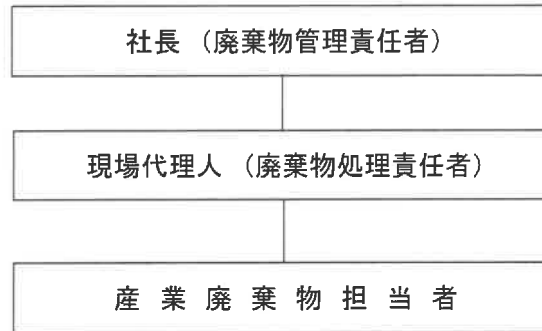 社長 （廃棄物管理責任者）
現場代理人 （廃棄物処理責任者）
産 業 廃 棄 物 担 当 者